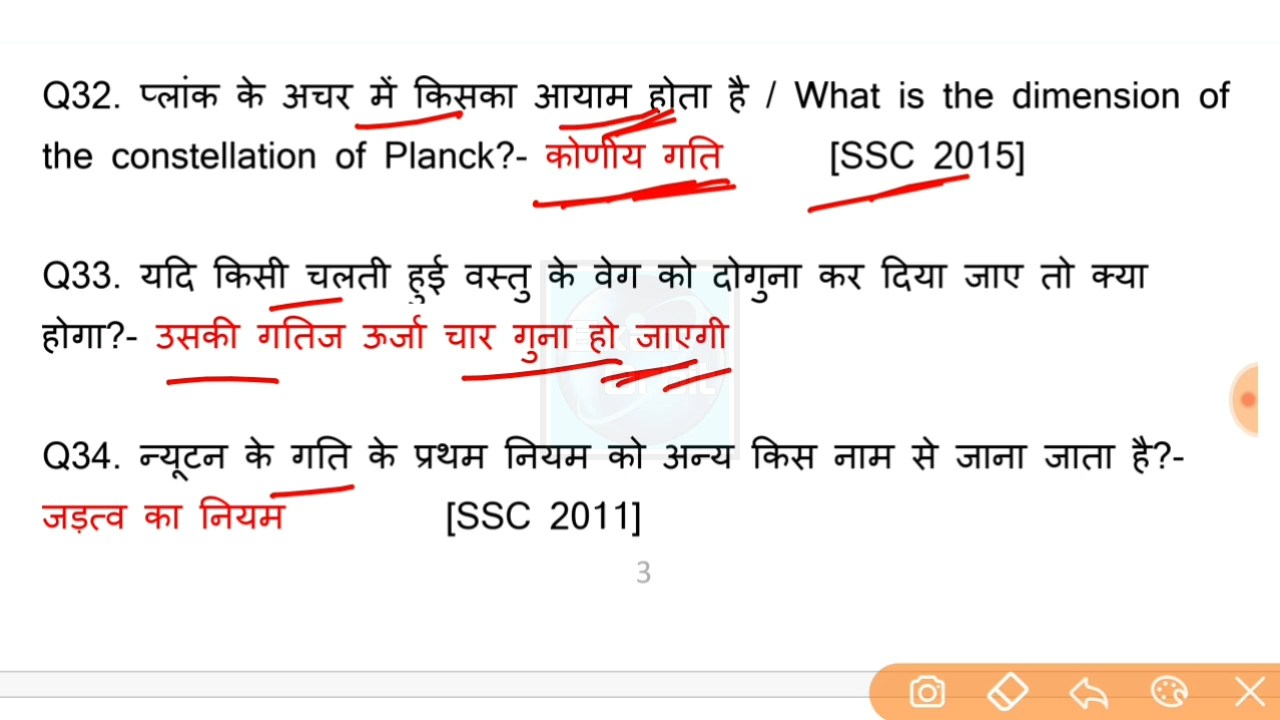 Q32. प्लांक के अचर में किसका आयाम होता है / What is the dimension of
the constellation of Planck?- कोणीय गति [SSC 2015]
Q33. यदि किसी चलती हुई वस्तु के वेग को दोगुना कर दिया जाए तो क्या
होगा?- उसकी गतिज ऊर्जा चार गुना हो जाएगी
Q34. न्यूटन के गति के प्रथम नियम को अन्य किस नाम से जाना जाता है?-
जड़त्व का नियम [SSC 2011]
3